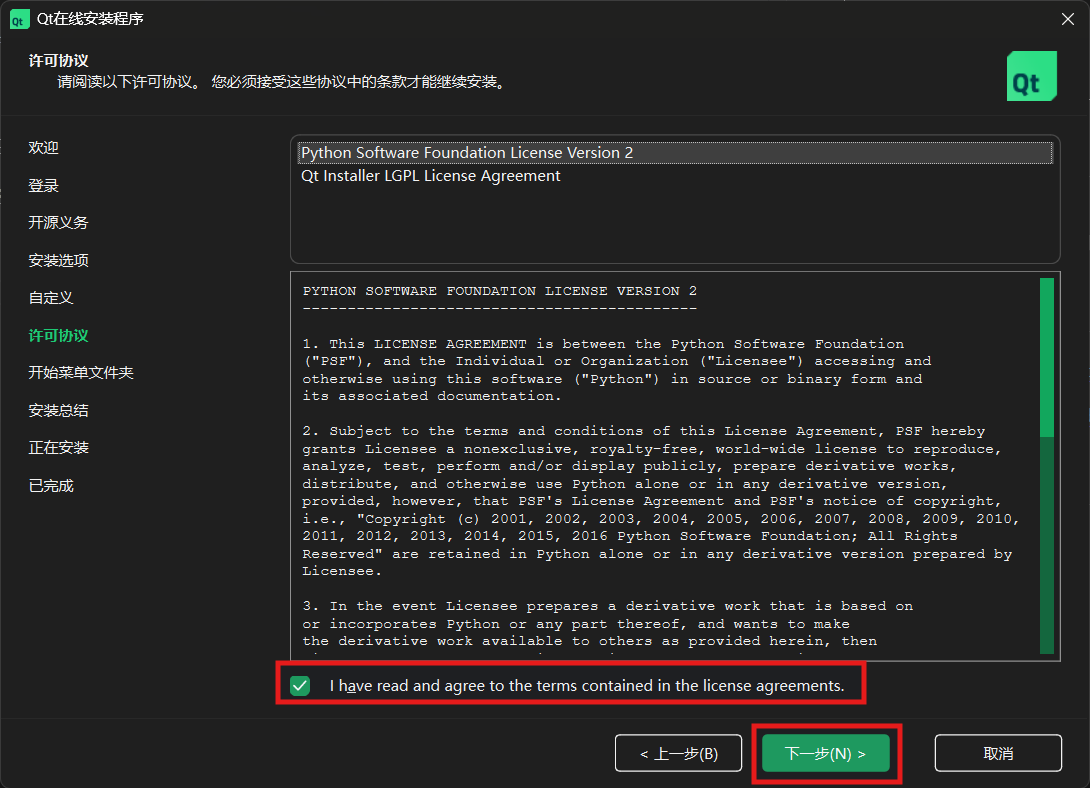 Qt Qt在线安装程序
许可协议
请阅读以下许可协议。 您必须接受这些协议中的条款才能继续安装。
Qt
欢迎
登录
开源义务
安装选项
自定义
许可协议
开始菜单文件夹
安装总结
正在安装
已完成
Python Software Foundation License Version 2
Qt Installer LGPL License Agreement
PYTHON SOFTWARE FOUNDATION LICENSE VERSION 2
--------------------------------------------
1. This LICENSE AGREEMENT is between the Python Software Foundation
("PSF"), and the Individual or Organization ("Licensee") accessing and
otherwise using this software ("Python") in source or binary form and
its associated documentation.
2. Subject to the terms and conditions of this License Agreement, PSF hereby
grants Licensee a nonexclusive, royalty-free, world-wide license to reproduce,
analyze, test, perform and/or display publicly, prepare derivative works,
distribute, and otherwise use Python alone or in any derivative version,
provided, however, that PSF's License Agreement and PSF's notice of copyright,
i.e., "Copyright (c) 2001, 2002, 2003, 2004, 2005, 2006, 2007, 2008, 2009, 2010,
2011, 2012, 2013, 2014, 2015, 2016 Python Software Foundation; All Rights
Reserved" are retained in Python alone or in any derivative version prepared by
Licensee.
3. In the event Licensee prepares a derivative work that is based on
or incorporates Python or any part thereof, and wants to make
the derivative work available to others as provided herein, then
I have read and agree to the terms contained in the license agreements.
< 上一步(B)
下一步(N) >
取消